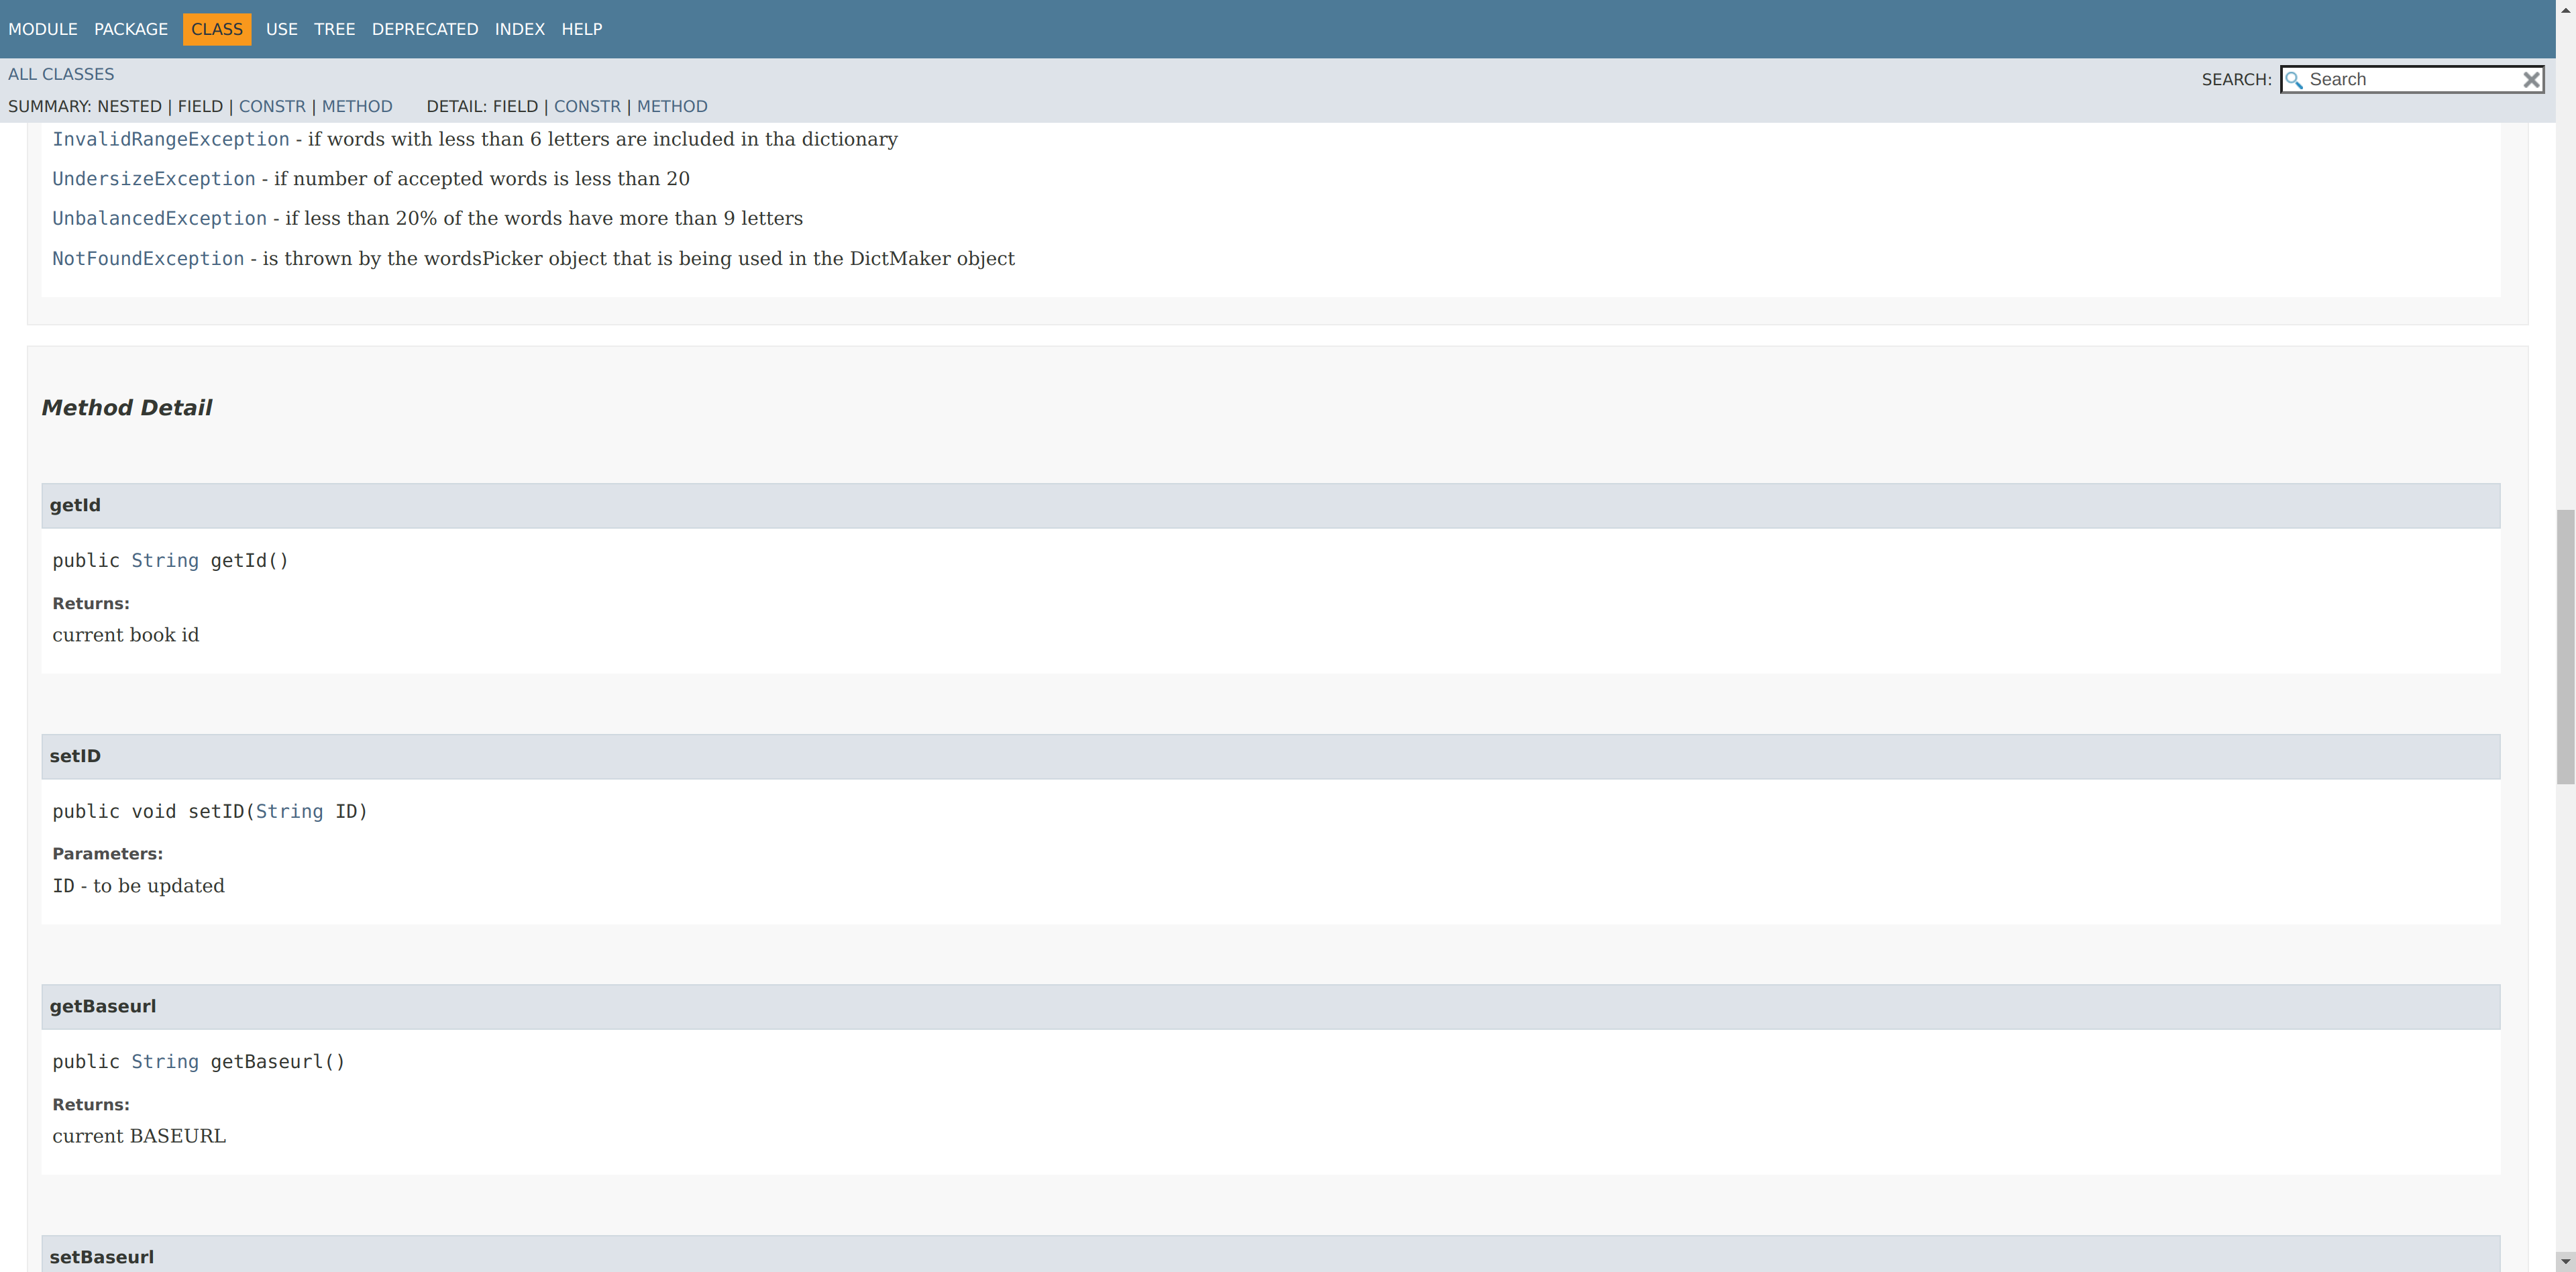 MODULE PACKAGE CLASS USE TREE DEPRECATED INDEX HELP
ALL CLASSES
SEARCH: Search
SUMMARY: NESTED | FIELD | CONSTR | METHOD DETAIL: FIELD | CONSTR | METHOD
InvalidRangeException - if words with less than 6 letters are included in tha dictionary
UndersizeException - if number of accepted words is less than 20
UnbalancedException - if less than 20% of the words have more than 9 letters
NotFoundException - is thrown by the wordsPicker object that is being used in the DictMaker object
Method Detail
getId
public String getId()
Returns:
current book id
setID
public void setID(String ID)
Parameters:
ID - to be updated
getBaseurl
public String getBaseurl()
Returns:
current BASEURL
setBaseurl